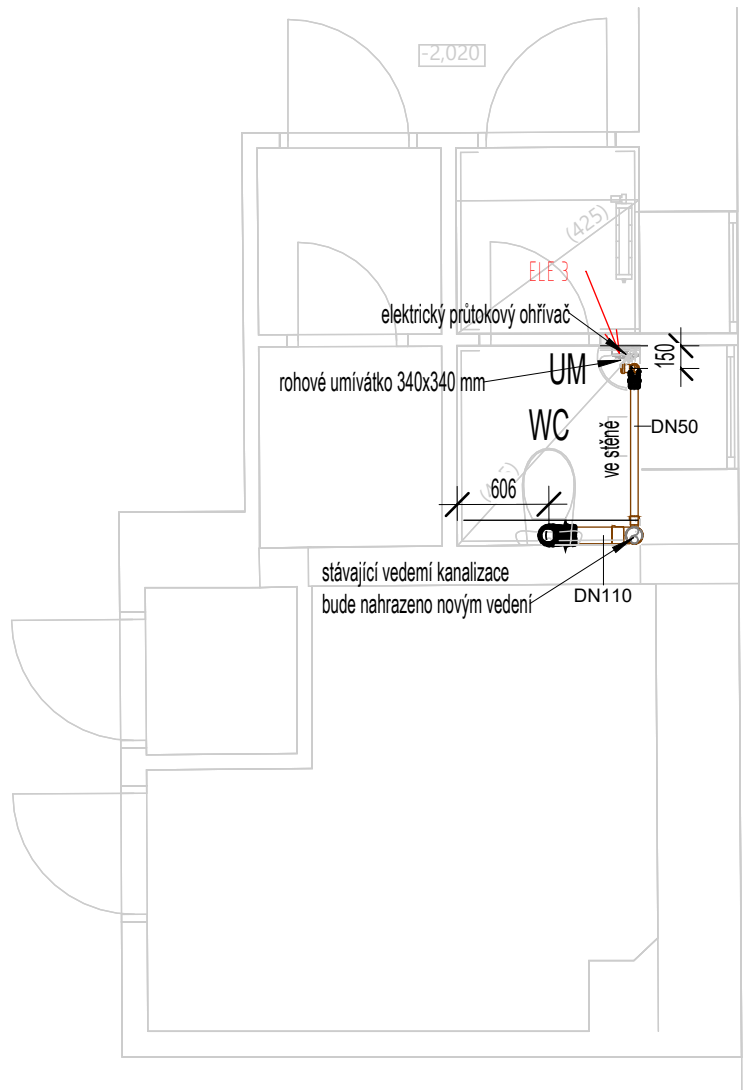 -2,020
(425)
ELE 3
elektrický průtokový ohřívač
150
UM
rohové umívátko 340x340 mm
WC
DN50
ve stěně
606
stávající vedemí kanalizace
bude nahrazeno novým vedení
DN110